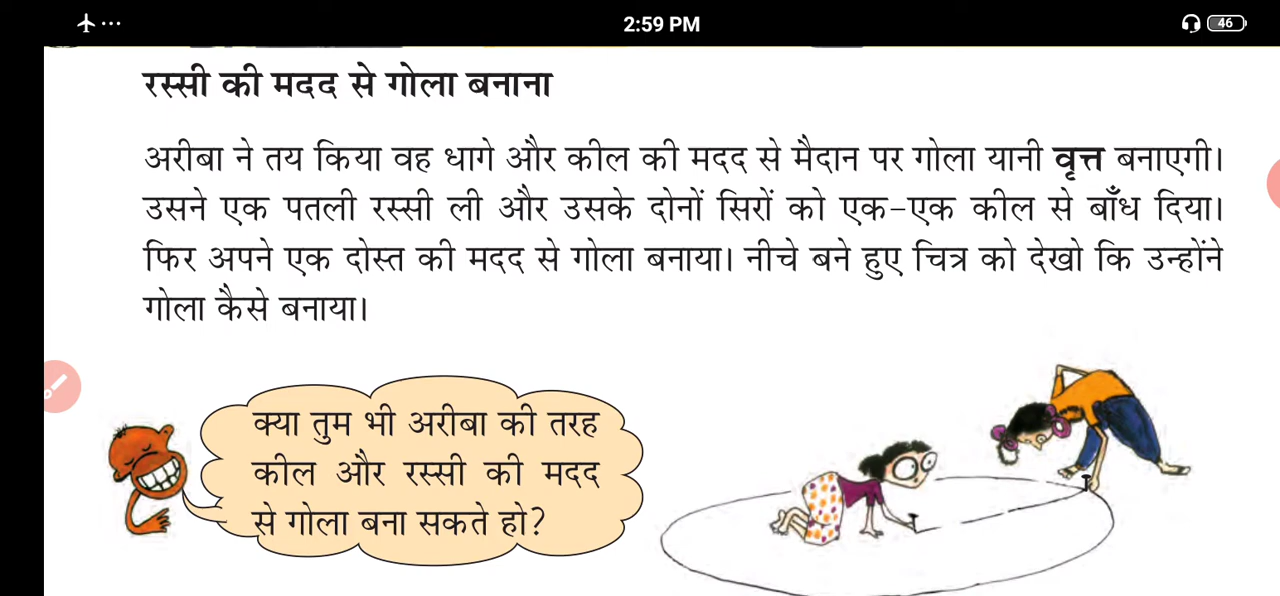 2:59 PM
46
रस्सी की मदद से गोला बनाना
अरीबा ने तय किया वह धागे और कील की मदद से मैदान पर गोला यानी वृत्त बनाएगी।
उसने एक पतली रस्सी ली और उसके दोनों सिरों को एक-एक कील से बाँध दिया।
फिर अपने एक दोस्त की मदद से गोला बनाया। नीचे बने हुए चित्र को देखो कि उन्होंने
गोला कैसे बनाया।
क्या तुम भी अरीबा की तरह
कील और रस्सी की मदद
से गोला बना सकते हो?